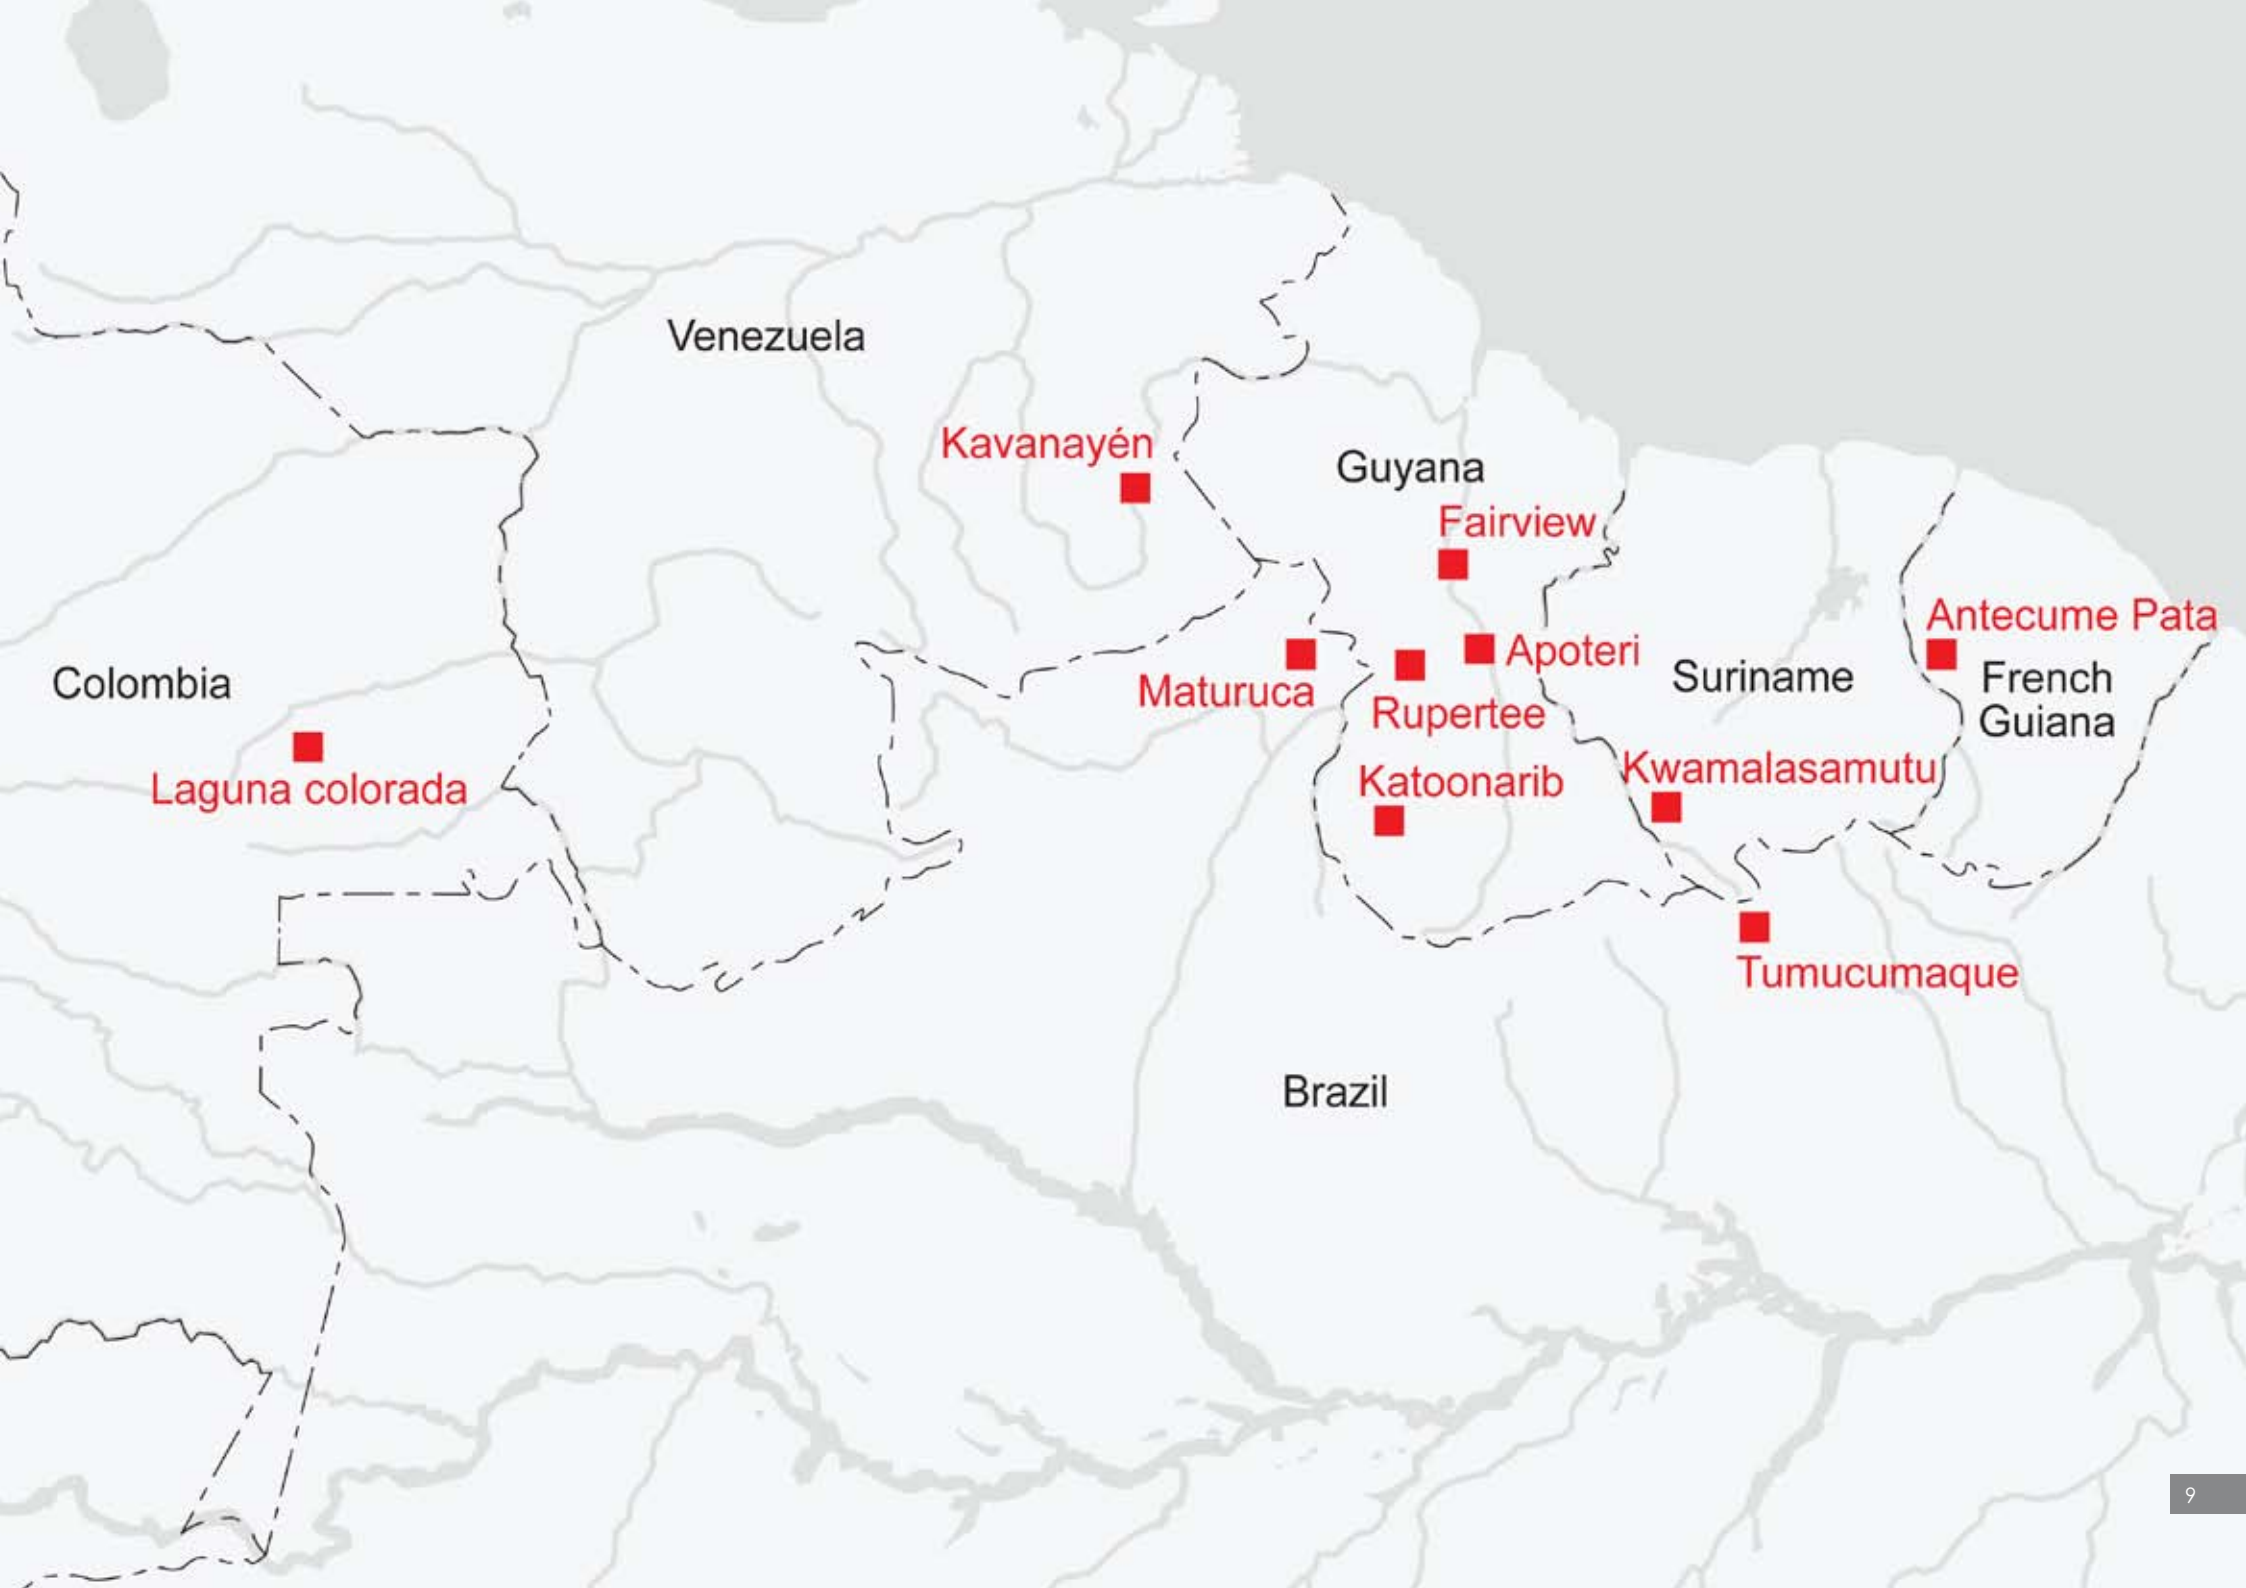 Venezuela
Kavanayén
Guyana
Fairview
Antecume Pata
Apoteri
Colombia
Suriname
French
Guiana
Maturuca
Rupertee
Laguna colorada
Katoonarib
Kwamalasamutu
Tumucumaque
Brazil
9